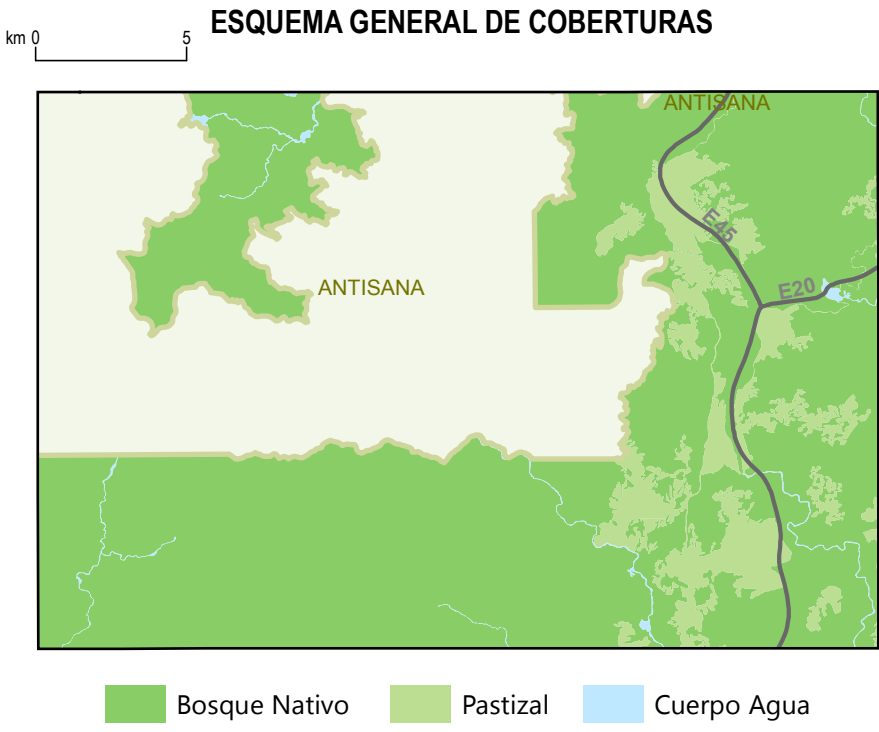 ESQUEMA GENERAL DE COBERTURAS
km 0 5
ANTISANA
E45
E20
ANTISANA
Bosque Nativo Pastizal Cuerpo Agua